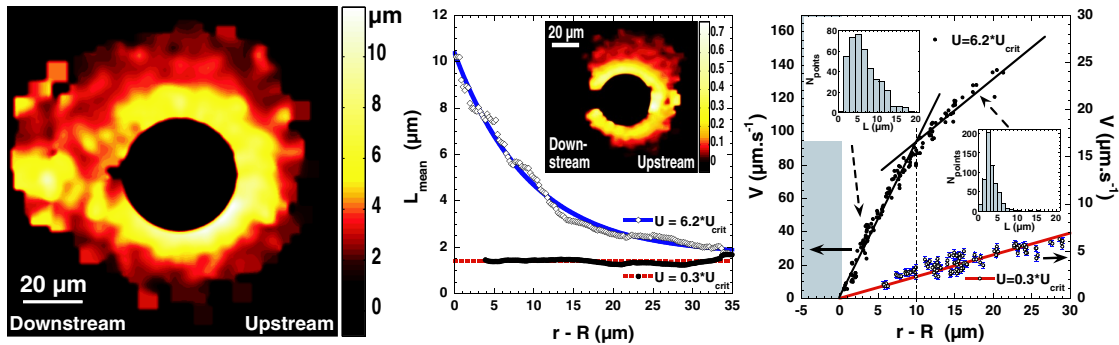 µm
10
8
6
4
2
0
20 µm
Downstream
Upstream
L_mean (µm)
12
10
8
6
4
2
0
0 5 10 15 20 25 30 35
r - R (µm)
20 µm
Down-
stream
Upstream
0.7
0.6
0.5
0.4
0.3
0.2
0.1
0
U = 6.2*U_crit
U = 0.3*U_crit
V (µm.s⁻¹)
160
140
120
100
80
60
40
20
0
-5 0 5 10 15 20 25 30
r - R (µm)
30
25
20
15
10
5
0
V (µm.s⁻¹)
U=6.2*U_crit
U=0.3*U_crit
N_points
80
60
40
20
0
0 5 10 15 20
L (µm)
N_points
200
150
100
50
0
0 5 10 15 20
L (µm)